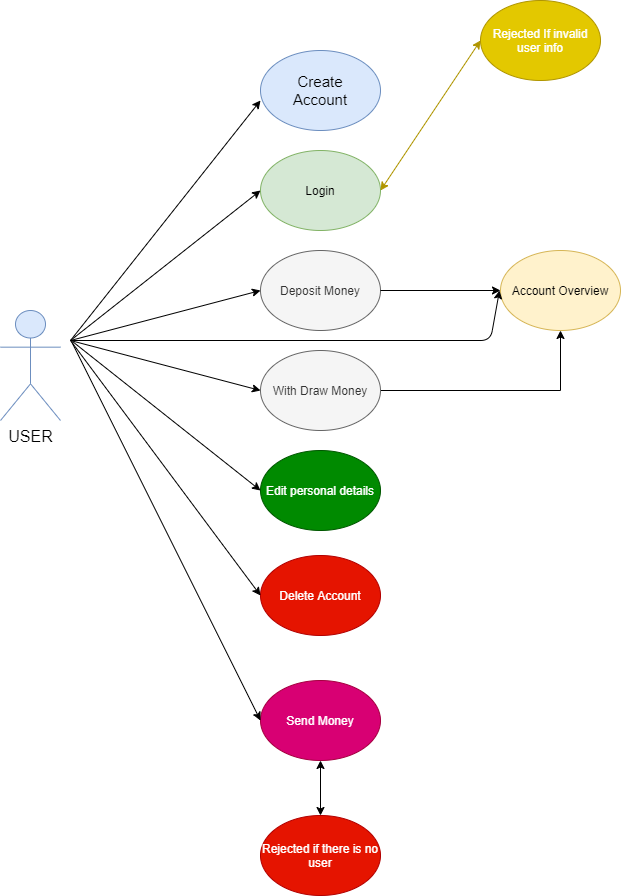 Rejected If invalid
user info
Create
Account
Login
Deposit Money
Account Overview
With Draw Money
USER
Edit personal details
Delete Account
Send Money
Rejected if there is no
user